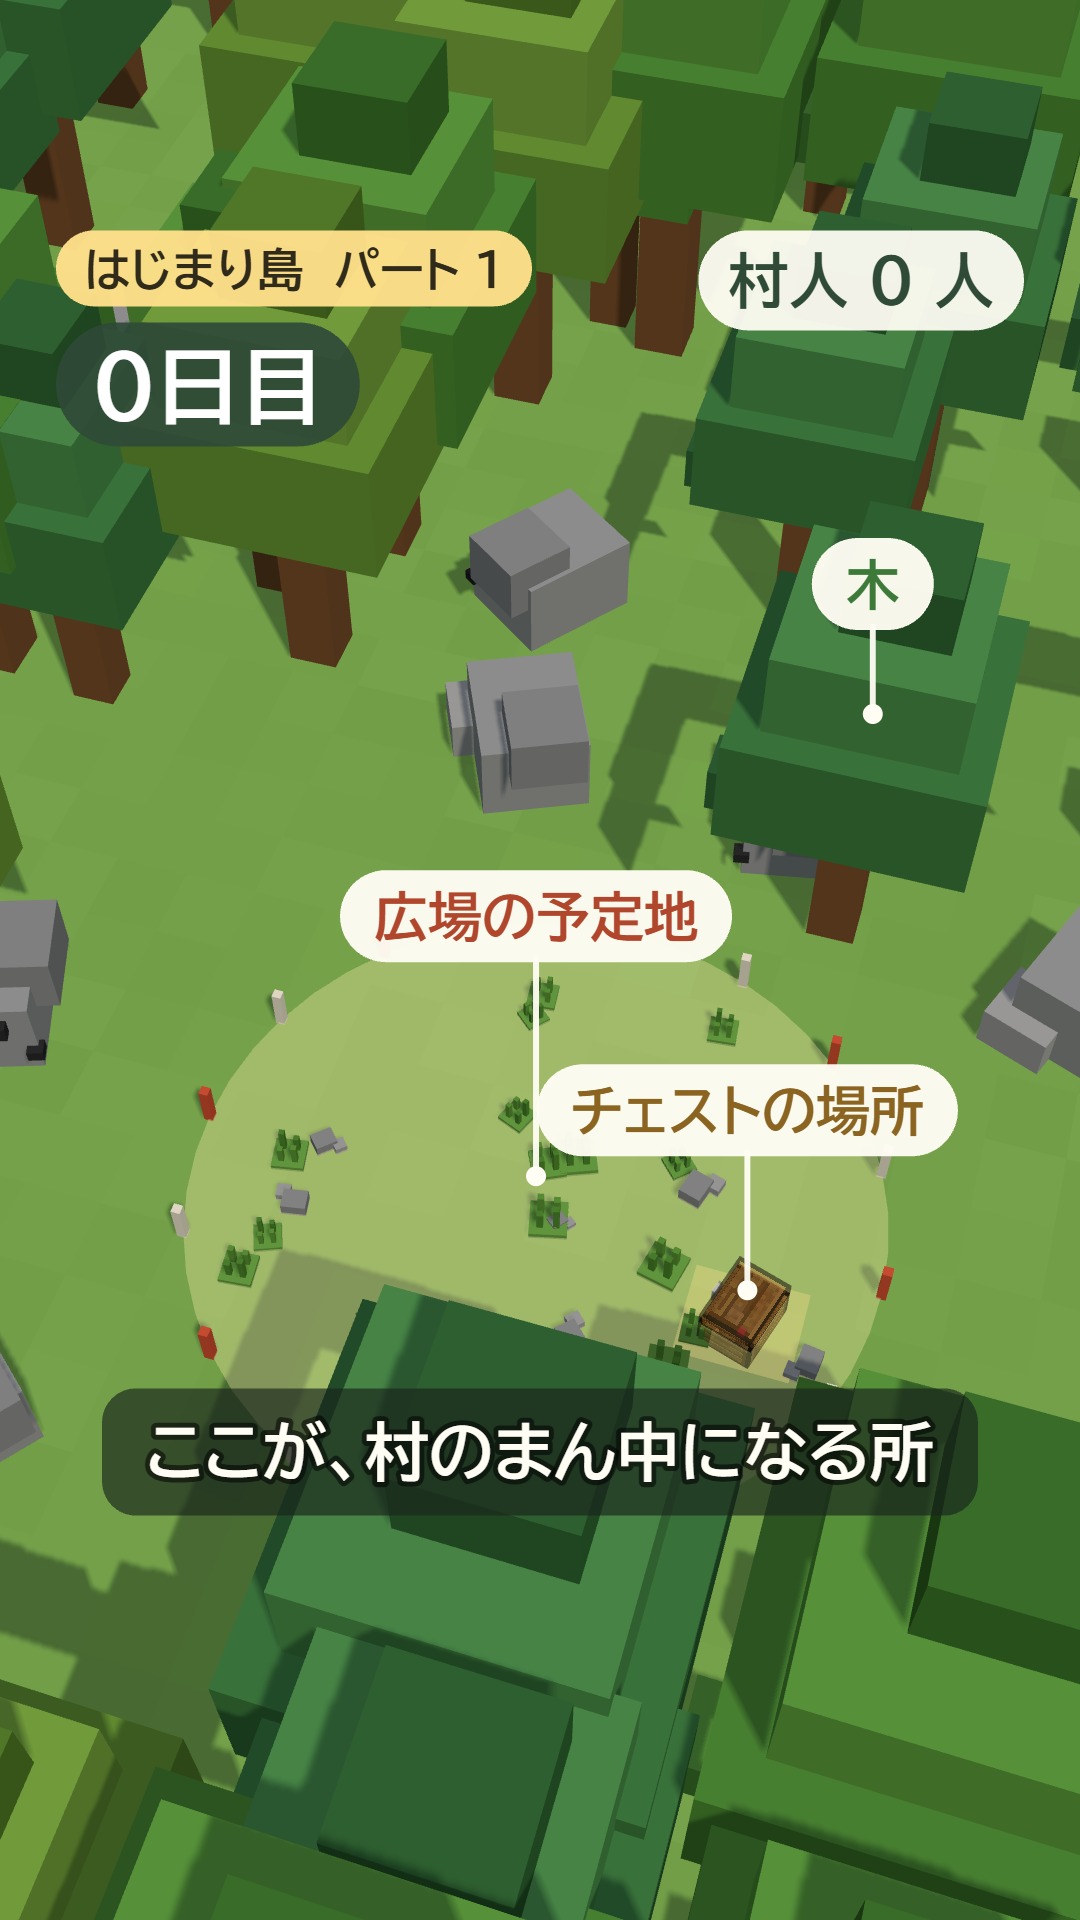 はじまり島 パート 1
村人 0 人
0日目
木
広場の予定地
チェストの場所
ここが、村のまん中になる所